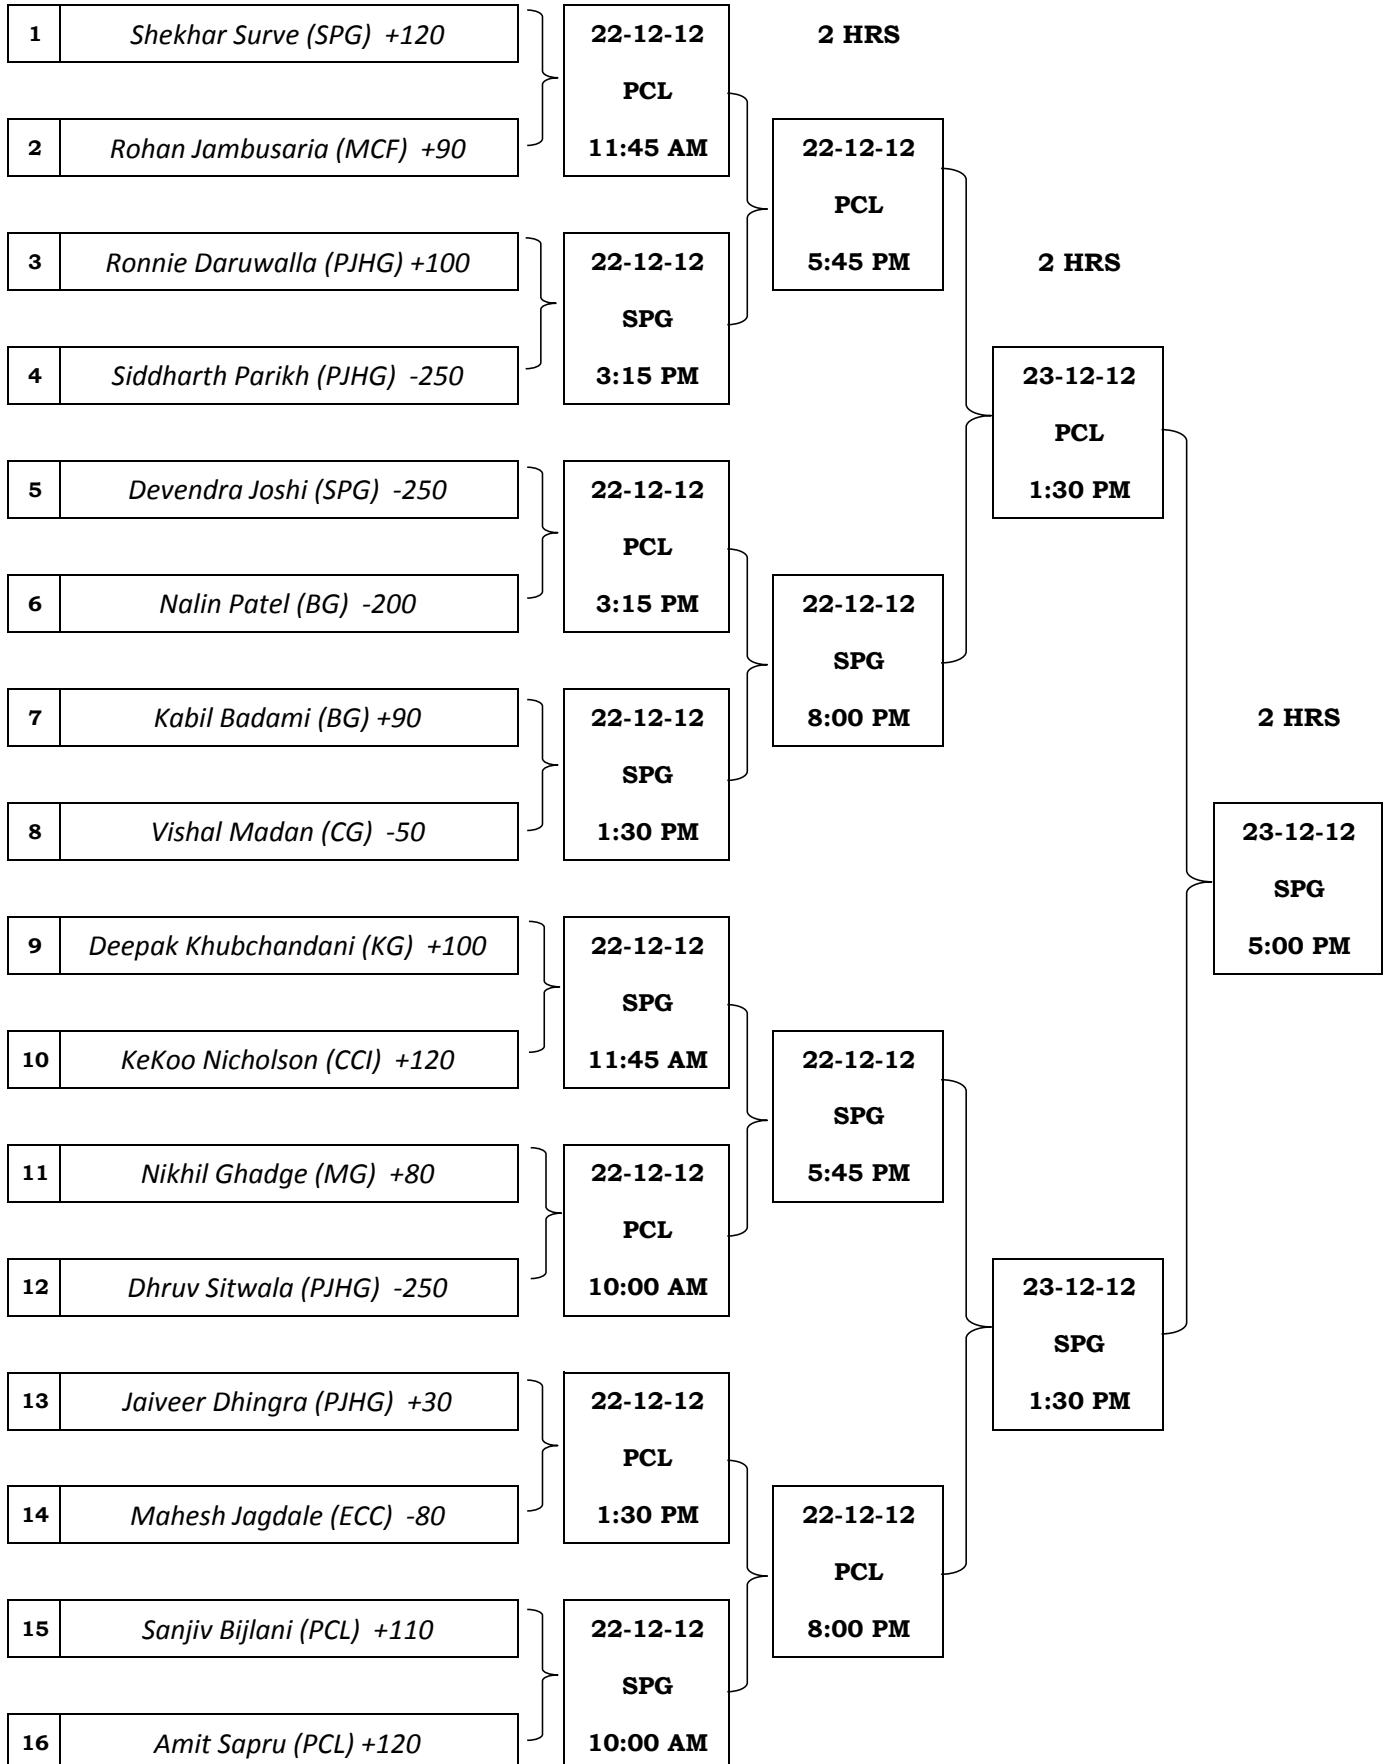 1 Shekhar Surve (SPG) +120 22-12-12 2 HRS
PCL
2 Rohan Jambusaria (MCF) +90 11:45 AM 22-12-12
PCL
3 Ronnie Daruwalla (PJHG) +100 22-12-12 5:45 PM 2 HRS
SPG
4 Siddharth Parikh (PJHG) -250 3:15 PM 23-12-12
PCL
5 Devendra Joshi (SPG) -250 22-12-12 1:30 PM
PCL
6 Nalin Patel (BG) -200 3:15 PM 22-12-12
SPG
7 Kabil Badami (BG) +90 22-12-12 8:00 PM 2 HRS
SPG
8 Vishal Madan (CG) -50 1:30 PM 23-12-12
SPG
9 Deepak Khubchandani (KG) +100 22-12-12 5:00 PM
SPG
10 KeKoo Nicholson (CCI) +120 11:45 AM 22-12-12
SPG
11 Nikhil Ghadge (MG) +80 22-12-12 5:45 PM
PCL
12 Dhruv Sitwala (PJHG) -250 10:00 AM 23-12-12
SPG
13 Jaiveer Dhingra (PJHG) +30 22-12-12 1:30 PM
PCL
14 Mahesh Jagdale (ECC) -80 1:30 PM 22-12-12
PCL
15 Sanjiv Bijlani (PCL) +110 22-12-12 8:00 PM
SPG
16 Amit Sapru (PCL) +120 10:00 AM